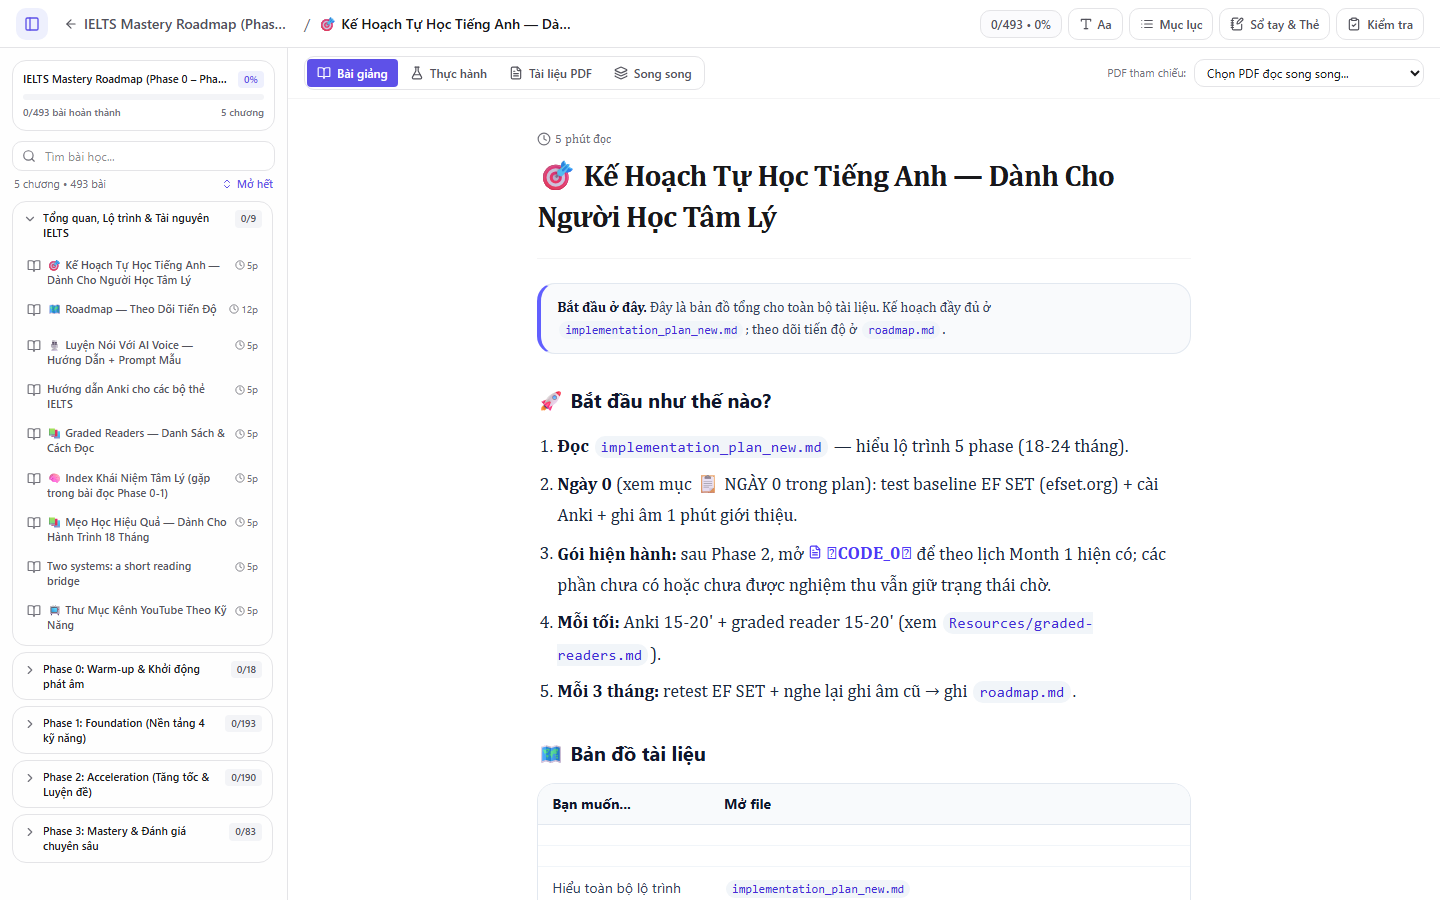 IELTS Mastery Roadmap (Phas...
/
🎯 Kế Hoạch Tự Học Tiếng Anh — Dà...
0/493 • 0%
Aa
Mục lục
Sổ tay & Thẻ
Kiểm tra
IELTS Mastery Roadmap (Phase 0 – Pha...
0%
0/493 bài hoàn thành
5 chương
Tìm bài học...
5 chương • 493 bài
Mở hết
Tổng quan, Lộ trình & Tài nguyên
IELTS
0/9
🎯 Kế Hoạch Tự Học Tiếng Anh —
Dành Cho Người Học Tâm Lý
5p
🗺️ Roadmap — Theo Dõi Tiến Độ
12p
🎙️ Luyện Nói Với AI Voice —
Hướng Dẫn + Prompt Mẫu
5p
Hướng dẫn Anki cho các bộ thẻ
IELTS
5p
📚 Graded Readers — Danh Sách &
Cách Đọc
5p
🧠 Index Khái Niệm Tâm Lý (gặp
trong bài đọc Phase 0-1)
5p
📚 Mẹo Học Hiệu Quả — Dành Cho
Hành Trình 18 Tháng
5p
Two systems: a short reading
bridge
5p
📺 Thư Mục Kênh YouTube Theo Kỹ
Năng
5p
Phase 0: Warm-up & Khởi động
phát âm
0/18
Phase 1: Foundation (Nền tảng 4
kỹ năng)
0/193
Phase 2: Acceleration (Tăng tốc &
Luyện đề)
0/190
Phase 3: Mastery & Đánh giá
chuyên sâu
0/83
Bài giảng
Thực hành
Tài liệu PDF
Song song
PDF tham chiếu:
Chọn PDF đọc song song...
5 phút đọc
🎯 Kế Hoạch Tự Học Tiếng Anh — Dành Cho
Người Học Tâm Lý
Bắt đầu ở đây. Đây là bản đồ tổng cho toàn bộ tài liệu. Kế hoạch đầy đủ ở
implementation_plan_new.md ; theo dõi tiến độ ở roadmap.md .
🚀 Bắt đầu như thế nào?
1. Đọc implementation_plan_new.md — hiểu lộ trình 5 phase (18-24 tháng).
2. Ngày 0 (xem mục 📋 NGÀY 0 trong plan): test baseline EF SET (efset.org) + cài
Anki + ghi âm 1 phút giới thiệu.
3. Gói hiện hành: sau Phase 2, mở CODE_0 để theo lịch Month 1 hiện có; các
phần chưa có hoặc chưa được nghiệm thu vẫn giữ trạng thái chờ.
4. Mỗi tối: Anki 15-20' + graded reader 15-20' (xem Resources/graded-
readers.md ).
5. Mỗi 3 tháng: retest EF SET + nghe lại ghi âm cũ → ghi roadmap.md .
🗺️ Bản đồ tài liệu
Bạn muốn...
Mở file
Hiểu toàn bộ lộ trình
implementation_plan_new.md